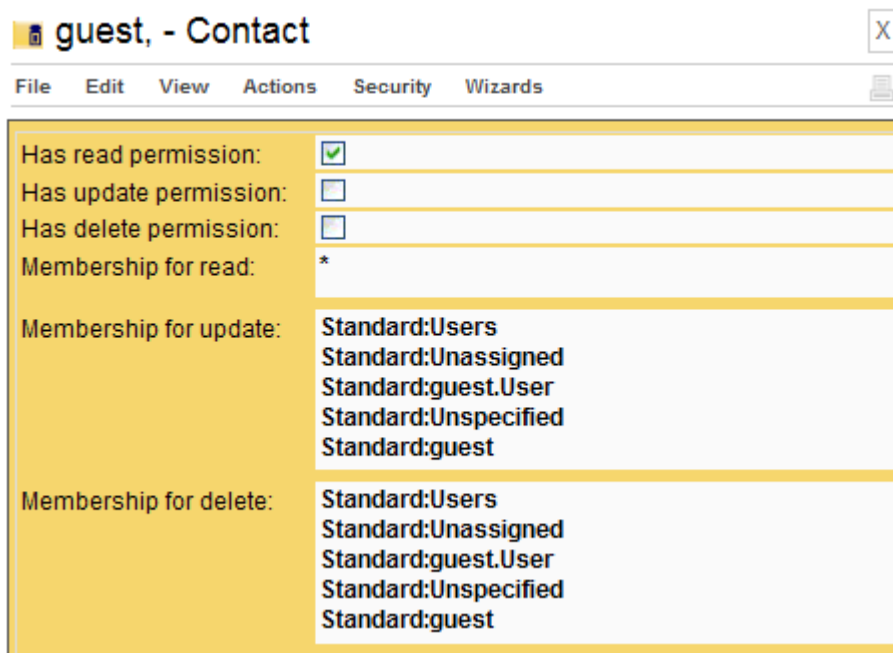 guest, - Contact
X
File Edit View Actions Security Wizards
Has read permission:
Has update permission:
Has delete permission:
Membership for read: *
Membership for update: Standard:Users
Standard:Unassigned
Standard:guest.User
Standard:Unspecified
Standard:guest
Membership for delete: Standard:Users
Standard:Unassigned
Standard:guest.User
Standard:Unspecified
Standard:guest